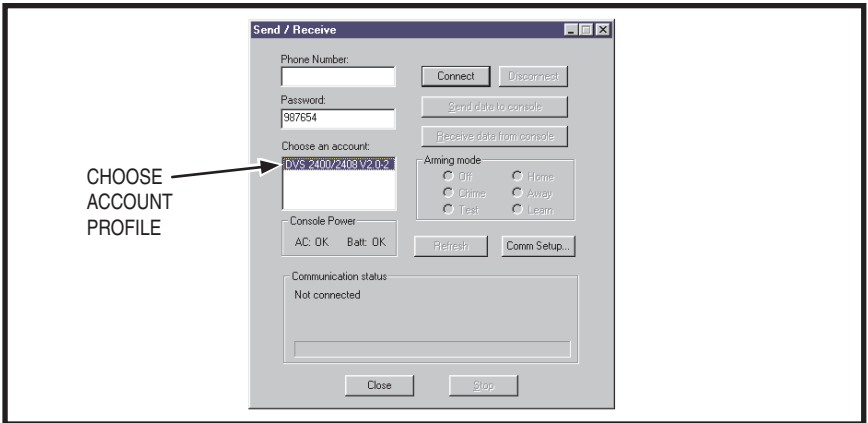 Send / Receive
Phone Number:
Connect Disconnect
Password:
987654
Send data to console
Receive data from console
Choose an account:
DVS 2400/2408 V2.0-2
CHOOSE
ACCOUNT
PROFILE
Arming mode
Off Home
Chime Away
Test Learn
Console Power
AC: OK Batt: OK
Refresh Comm Setup...
Communication status
Not connected
Close Stop